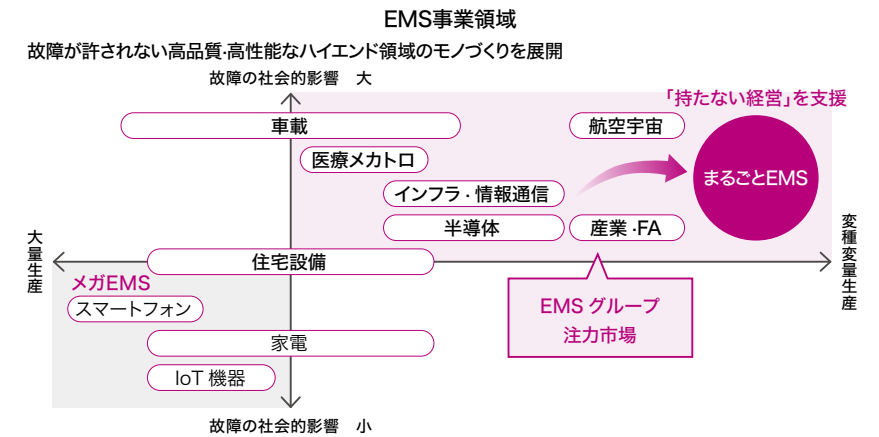 EMS事業領域
故障が許されない高品質・高性能なハイエンド領域のモノづくりを展開
故障の社会的影響　大
「持たない経営」を支援
車載
航空宇宙
医療メカトロ
まるごとEMS
インフラ・情報通信
半導体
産業・FA
大量生産
変種変量生産
住宅設備
メガEMS
スマートフォン
EMS グループ
注力市場
家電
IoT 機器
故障の社会的影響　小